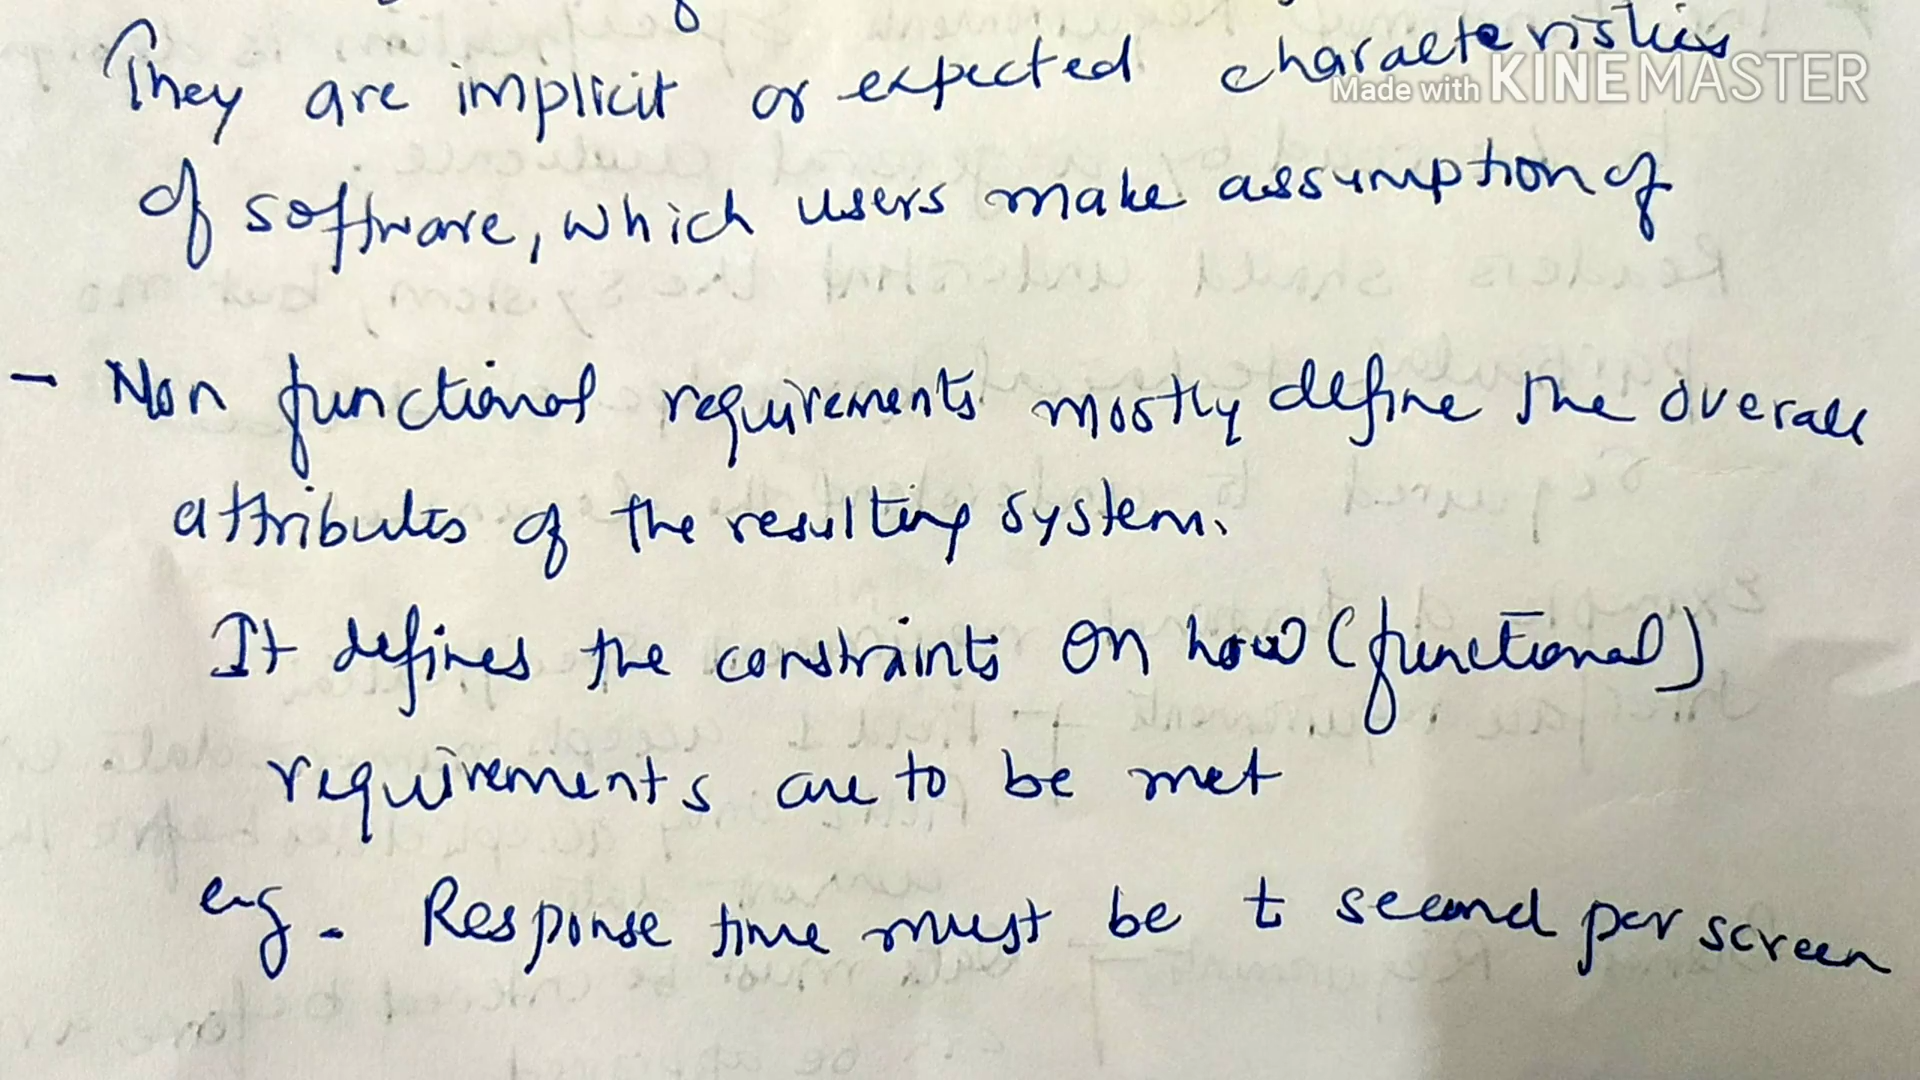 They are implicit or expected characteristics
Made with KINEMASTER
of software, which users make assumption of
- Non functional requirements mostly define the overall
attributes of the resulting system.
It defines the constraints on how (functional)
requirements are to be met
eg - Response time must be t second per screen